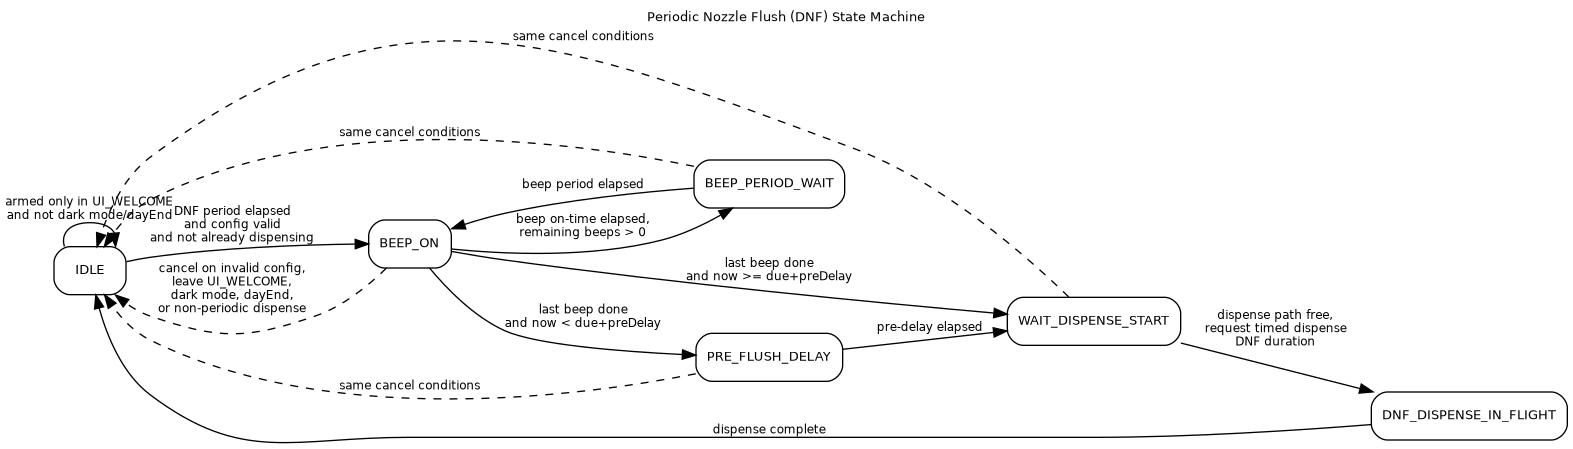 Periodic Nozzle Flush (DNF) State Machine
same cancel conditions
same cancel conditions
BEEP_PERIOD_WAIT
beep period elapsed
armed only in UI_WELCOME
and not dark mode/dayEnd
DNF period elapsed
and config valid
and not already dispensing
beep on-time elapsed,
remaining beeps > 0
BEEP_ON
IDLE
cancel on invalid config,
leave UI_WELCOME,
dark mode, dayEnd,
or non-periodic dispense
last beep done
and now >= due+preDelay
last beep done
and now < due+preDelay
WAIT_DISPENSE_START
pre-delay elapsed
dispense path free,
request timed dispense
DNF duration
PRE_FLUSH_DELAY
same cancel conditions
DNF_DISPENSE_IN_FLIGHT
dispense complete